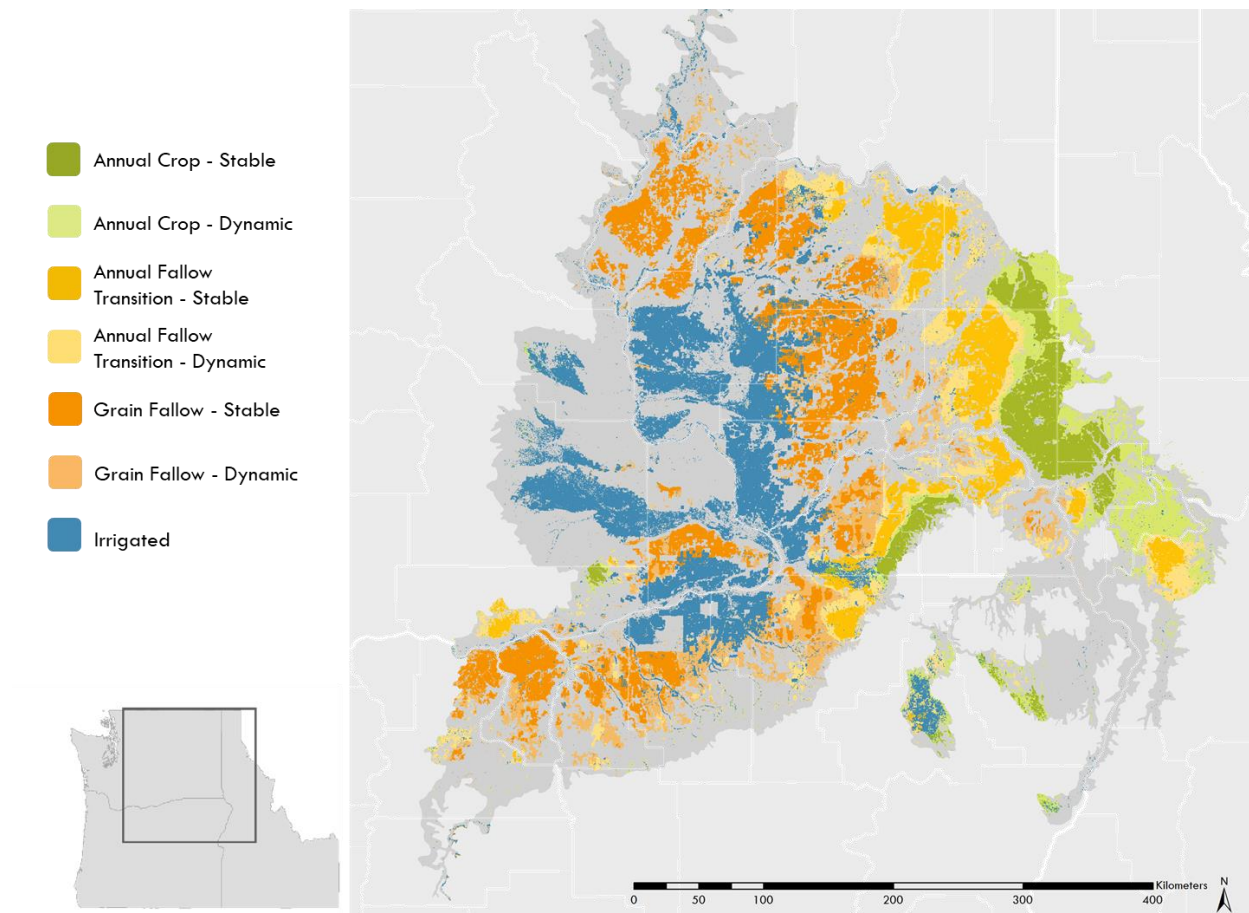 Annual Crop - Stable
Annual Crop - Dynamic
Annual Fallow
Transition - Stable
Annual Fallow
Transition - Dynamic
Grain Fallow - Stable
Grain Fallow - Dynamic
Irrigated
N
Kilometers
0 50 100 200 300 400